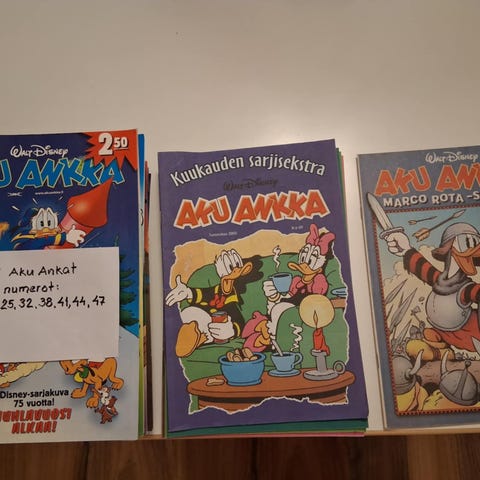 WALT DISNEY
2.50
U ANKKA
Aku Ankat
numerot:
25, 32, 38, 41, 44, 47
Disney-sarjakuva
75 vuotta!
JUHLAVUOSI
ALKAA!
Kuukauden sarjisekstra
WALT DISNEY
AKU ANKKA
WALT DISNEY
AKU AN
MARCO ROTA -S